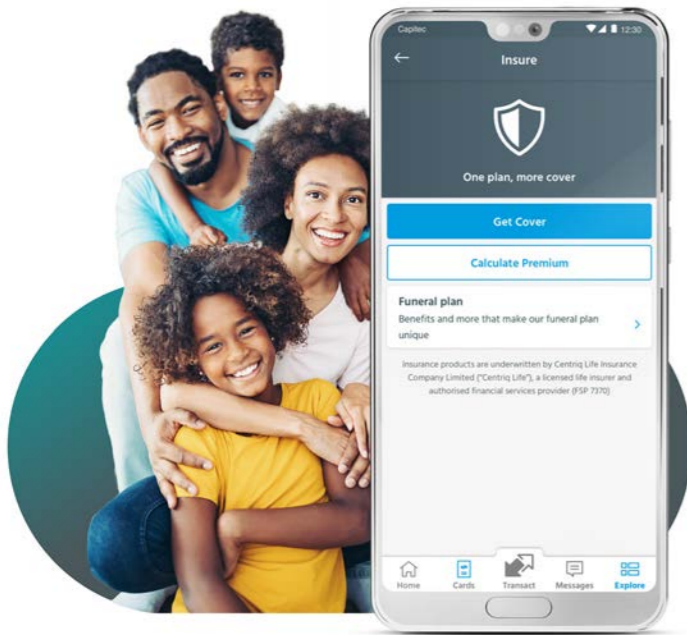 Capitec
12:30
Insure
One plan, more cover
Get Cover
Calculate Premium
Funeral plan
Benefits and more that make our funeral plan
unique
Insurance products are underwritten by Centriq Life Insurance
Company Limited ("Centriq Life"), a licensed life insurer and
authorised financial services provider (FSP 7370)
Home
Cards
Transact
Messages
Explore